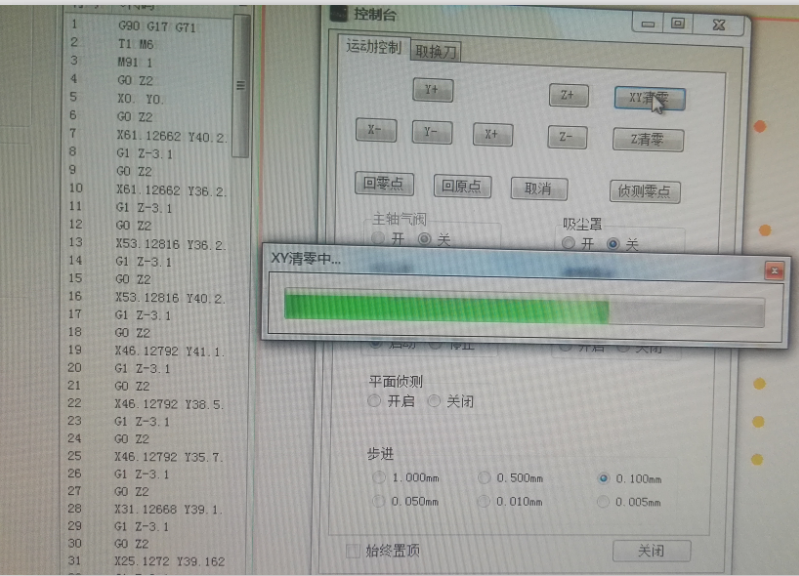 控制台
运动控制 取换刀
1 G90 G17 G71
2 T1 M6
3 M91 1
4 G0 Z2
5 X0. Y0.
6 G0 Z2
7 X61.12662 Y40.2.
8 G1 Z-3.1
9 G0 Z2
10 X61.12662 Y36.2.
11 G1 Z-3.1
12 G0 Z2
13 X53.12816 Y36.2.
14 G1 Z-3.1
15 G0 Z2
16 X53.12816 Y40.2.
17 G1 Z-3.1
18 G0 Z2
19 X46.12792 Y41.1.
20 G1 Z-3.1
21 G0 Z2
22 X46.12792 Y38.5.
23 G1 Z-3.1
24 G0 Z2
25 X46.12792 Y35.7.
26 G1 Z-3.1
27 G0 Z2
28 X31.12668 Y39.1.
29 G1 Z-3.1
30 G0 Z2
31 X25.1272 Y39.162
Y+ Z+ XY清零
X- Y- X+ Z- Z清零
回零点 回原点 取消 侦测零点
主轴气阀 吸尘罩
开 关 开 关
XY清零中...
启动 停止 开启 关闭
平面侦测
开启 关闭
步进
1.000mm 0.500mm 0.100mm
0.050mm 0.010mm 0.005mm
始终置顶 关闭